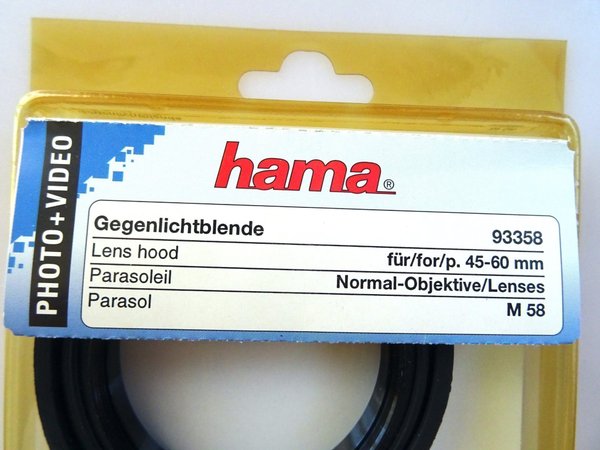 hama®
PHOTO+VIDEO
Gegenlichtblende 93358
Lens hood für/for/p. 45-60 mm
Parasoleil Normal-Objektive/Lenses
Parasol M 58